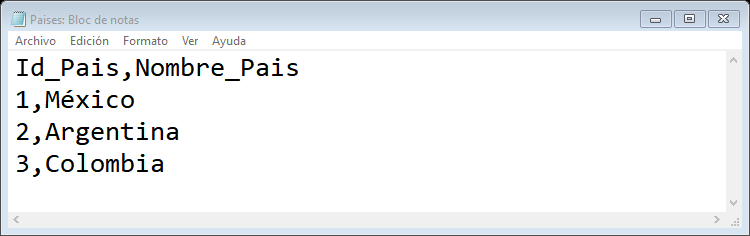 Paises: Bloc de notas
Archivo Edición Formato Ver Ayuda
Id_Pais,Nombre_Pais
1,México
2,Argentina
3,Colombia